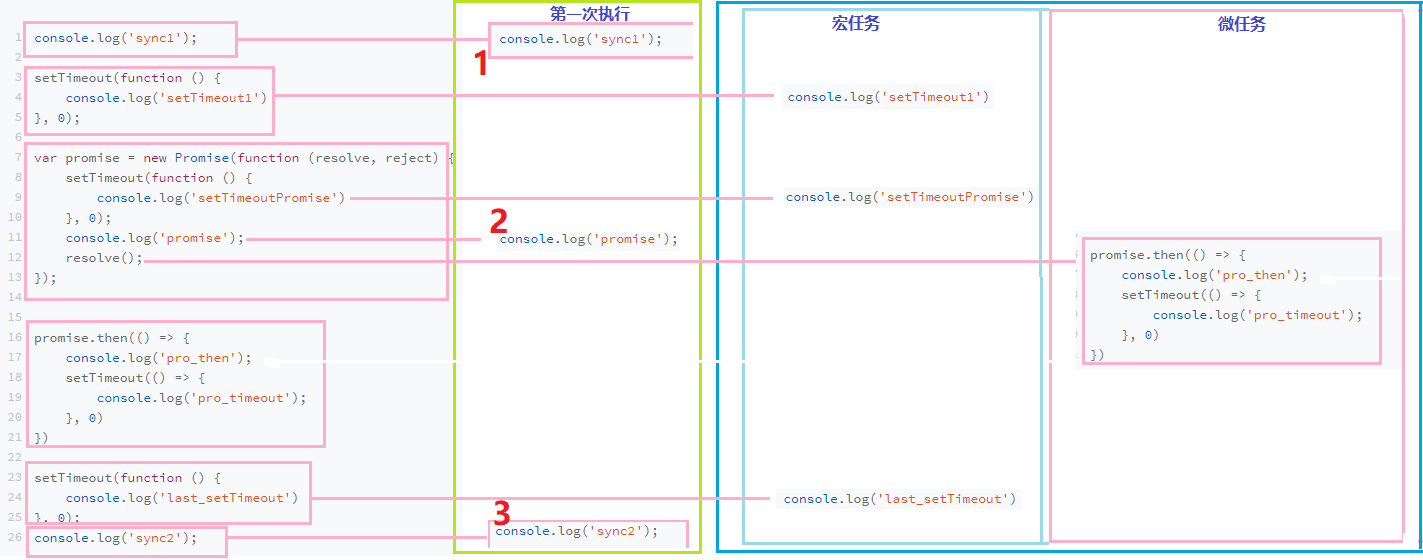 第一次执行
宏任务
微任务
1 console.log('sync1');
2
3 setTimeout(function () {
4 console.log('setTimeout1')
5 }, 0);
6
7 var promise = new Promise(function (resolve, reject) {
8 setTimeout(function () {
9 console.log('setTimeoutPromise')
10 }, 0);
11 console.log('promise');
12 resolve();
13 });
14
15
16 promise.then(() => {
17 console.log('pro_then');
18 setTimeout(() => {
19 console.log('pro_timeout');
20 }, 0)
21 })
22
23 setTimeout(function () {
24 console.log('last_setTimeout')
25 }, 0);
26 console.log('sync2');
console.log('sync1');
1
2
console.log('promise');
3
console.log('sync2');
console.log('setTimeout1')
console.log('setTimeoutPromise')
console.log('last_setTimeout')
promise.then(() => {
console.log('pro_then');
setTimeout(() => {
console.log('pro_timeout');
}, 0)
})